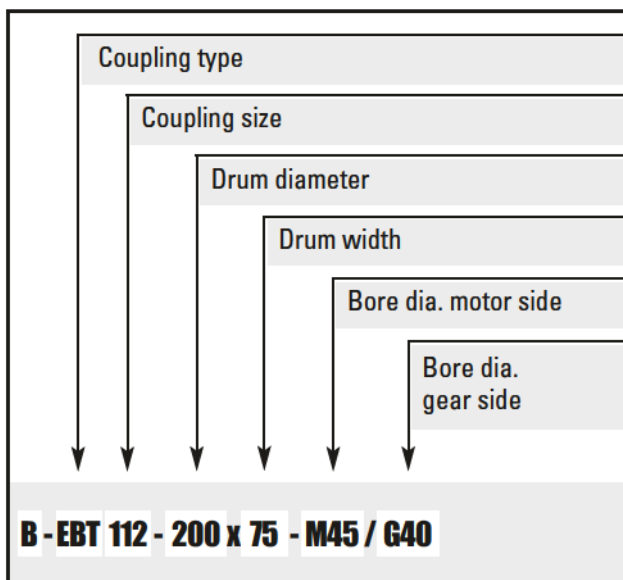 Coupling type
Coupling size
Drum diameter
Drum width
Bore dia. motor side
Bore dia.
gear side
B - EBT 112 - 200 x 75 - M45 / G40